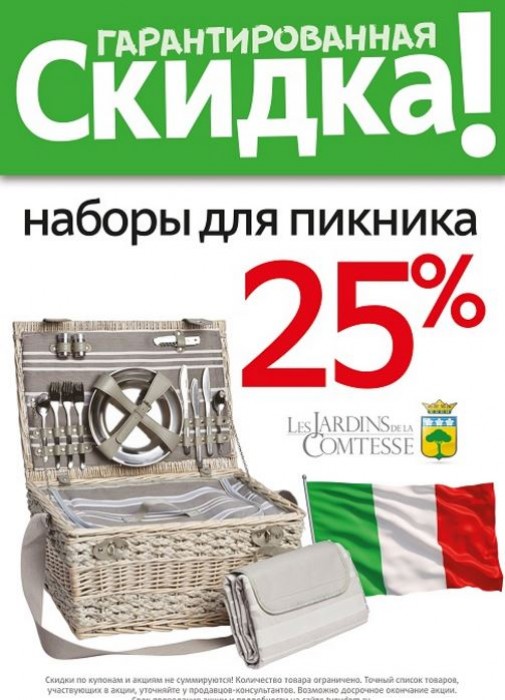 ГАРАНТИРОВАННАЯ
Скидка!
наборы для пикника
25%
LES JARDINS DE LA
COMTESSE
Скидки по купонам и акциям не суммируются! Количество товара ограничено. Точный список товаров,
участвующих в акции, уточняйте у продавцов-консультантов. Возможно досрочное окончание акции.